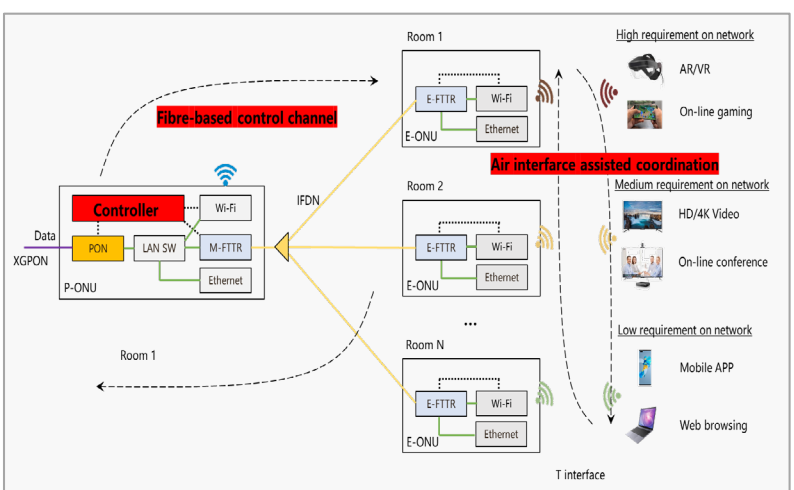 Room 1
High requirement on network
AR/VR
On-line gaming
Fibre-based control channel
E-FTTR
Wi-Fi
Ethernet
E-ONU
Air interfarce assisted coordination
Medium requirement on network
Room 2
IFDN
HD/4K Video
On-line conference
Controller
Wi-Fi
Data
PON
LAN SW
M-FTTR
XGPON
Ethernet
P-ONU
E-FTTR
Wi-Fi
Ethernet
E-ONU
...
Low requirement on network
Room 1
Room N
Mobile APP
E-FTTR
Wi-Fi
Ethernet
E-ONU
Web browsing
T interface